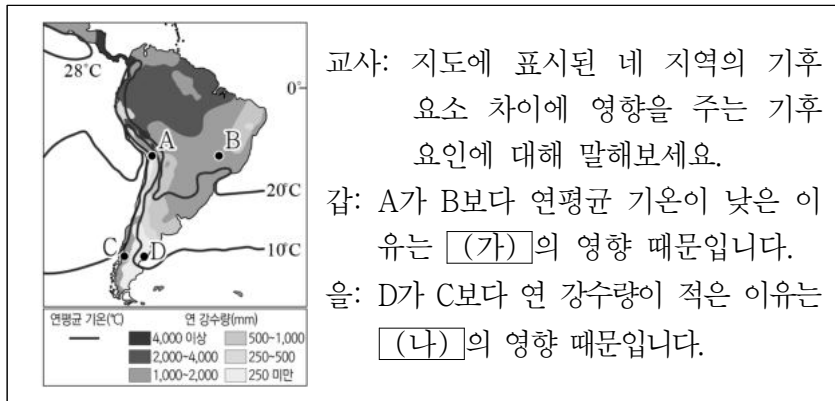 28℃
0°
A
B
20℃
10℃
C
D
연평균 기온(℃)
연 강수량(mm)
4,000 이상
500~1,000
2,000~4,000
250~500
1,000~2,000
250 미만
교사: 지도에 표시된 네 지역의 기후
요소 차이에 영향을 주는 기후
요인에 대해 말해보세요.
갑: A가 B보다 연평균 기온이 낮은 이
유는 (가) 의 영향 때문입니다.
을: D가 C보다 연 강수량이 적은 이유는
(나) 의 영향 때문입니다.